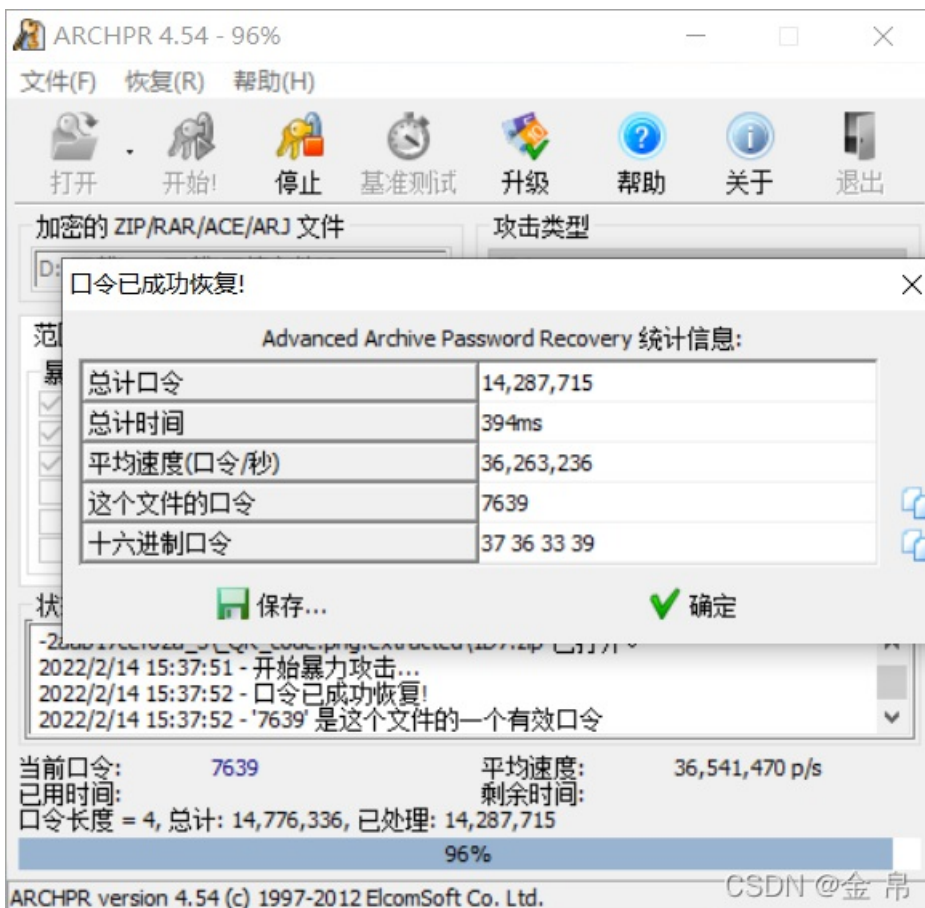 ARCHPR 4.54 - 96%
文件(F) 恢复(R) 帮助(H)
打开 开始! 停止 基准测试 升级 帮助 关于 退出
加密的 ZIP/RAR/ACE/ARJ 文件 攻击类型
D:
口令已成功恢复!
Advanced Archive Password Recovery 统计信息:
总计口令 14,287,715
总计时间 394ms
平均速度(口令/秒) 36,263,236
这个文件的口令 7639
十六进制口令 37 36 33 39
保存... 确定
2022/2/14 15:37:51 - 开始暴力攻击...
2022/2/14 15:37:52 - 口令已成功恢复!
2022/2/14 15:37:52 - '7639' 是这个文件的一个有效口令
当前口令: 7639 平均速度: 36,541,470 p/s
已用时间: 剩余时间:
口令长度 = 4, 总计: 14,776,336, 已处理: 14,287,715
96%
ARCHPR version 4.54 (c) 1997-2012 ElcomSoft Co. Ltd.
CSDN @金 帛